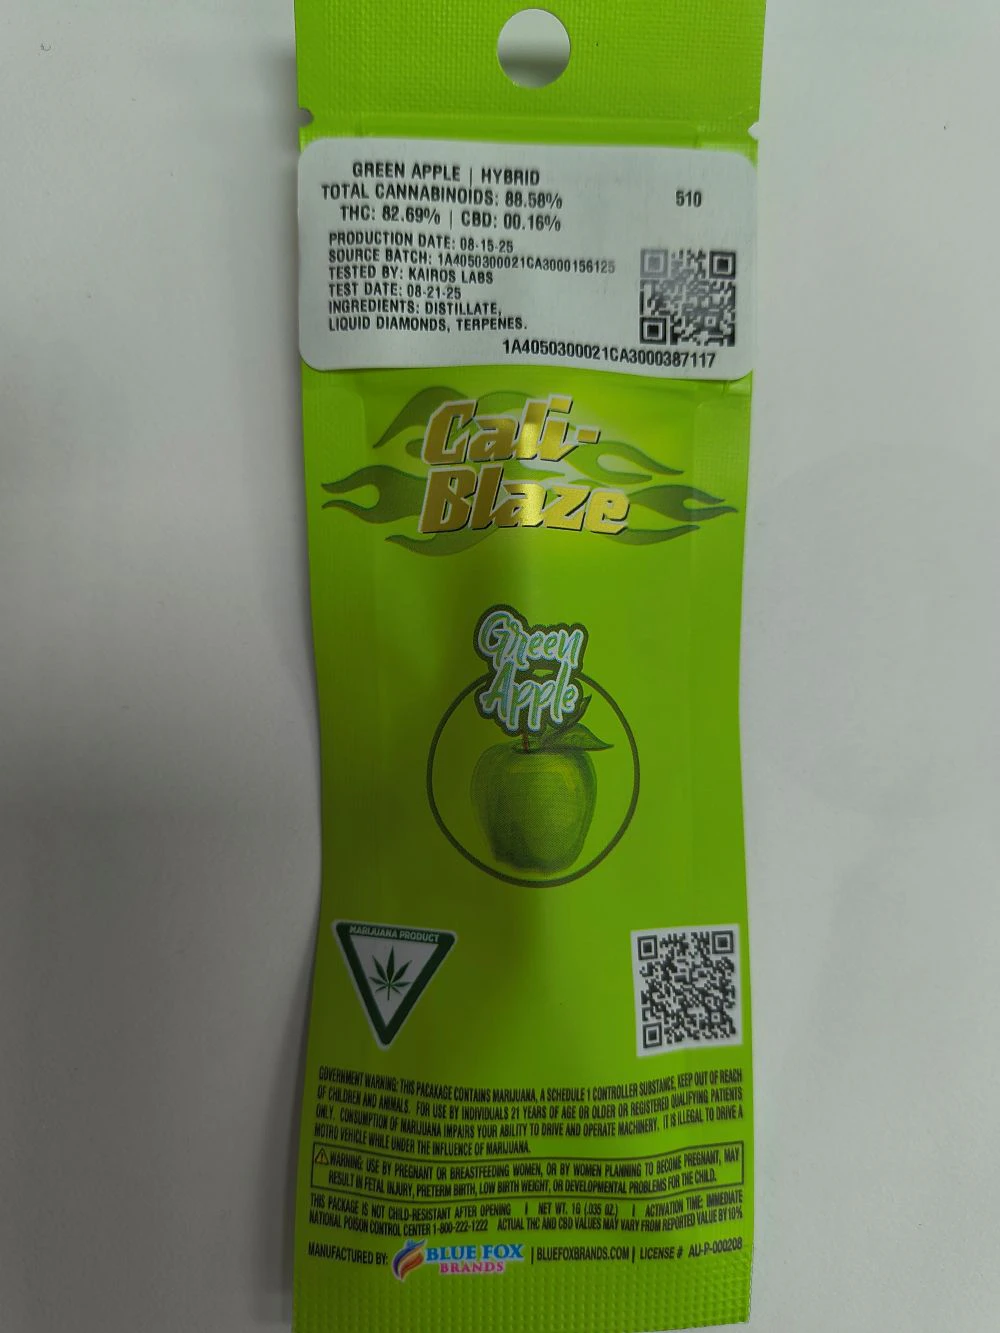 GREEN APPLE | HYBRID
TOTAL CANNABINOIDS: 88.58%
510
THC: 82.69% | CBD: 00.16%
PRODUCTION DATE: 08-15-25
SOURCE BATCH: 1A4050300021CA3000156125
TESTED BY: KAIROS LABS
TEST DATE: 08-21-25
INGREDIENTS: DISTILLATE,
LIQUID DIAMONDS, TERPENES.
1A4050300021CA3000387117
Cali-
Blaze
Green
Apple
MARIJUANA PRODUCT
GOVERNMENT WARNING: THIS PACAKAGE CONTAINS MARIJUANA, A SCHEDULE 1 CONTROLLER SUBSTANCE, KEEP OUT OF REACH
OF CHILDREN AND ANIMALS. FOR USE BY INDIVIDUALS 21 YEARS OF AGE OR OLDER OR REGISTERED QUALIFYING PATIENTS
ONLY. CONSUMPTION OF MARIJUANA IMPAIRS YOUR ABILITY TO DRIVE AND OPERATE MACHINERY, IT IS ILLEGAL TO DRIVE A
MOTRO VEHICLE WHILE UNDER THE INFLUENCE OF MARIJUANA.
WARNING: USE BY PREGNANT OR BREASTFEEDING WOMEN, OR BY WOMEN PLANNING TO BECOME PREGNANT, MAY
RESULT IN FETAL INJURY, PRETERM BIRTH, LOW BIRTH WEIGHT, OR DEVELOPMENTAL PROBLEMS FOR THE CHILD.
THIS PACKAGE IS NOT CHILD-RESISTANT AFTER OPENING | NET WT. 1G (.035 OZ.) | ACTIVATION TIME: IMMEDIATE
NATIONAL POISON CONTROL CENTER 1-800-222-1222 ACTUAL THC AND CBD VALUES MAY VARY FROM REPORTED VALUE BY 10%
MANUFACTURED BY: BLUE FOX BRANDS | BLUEFOXBRANDS.COM | LICENSE # AU-P-000208